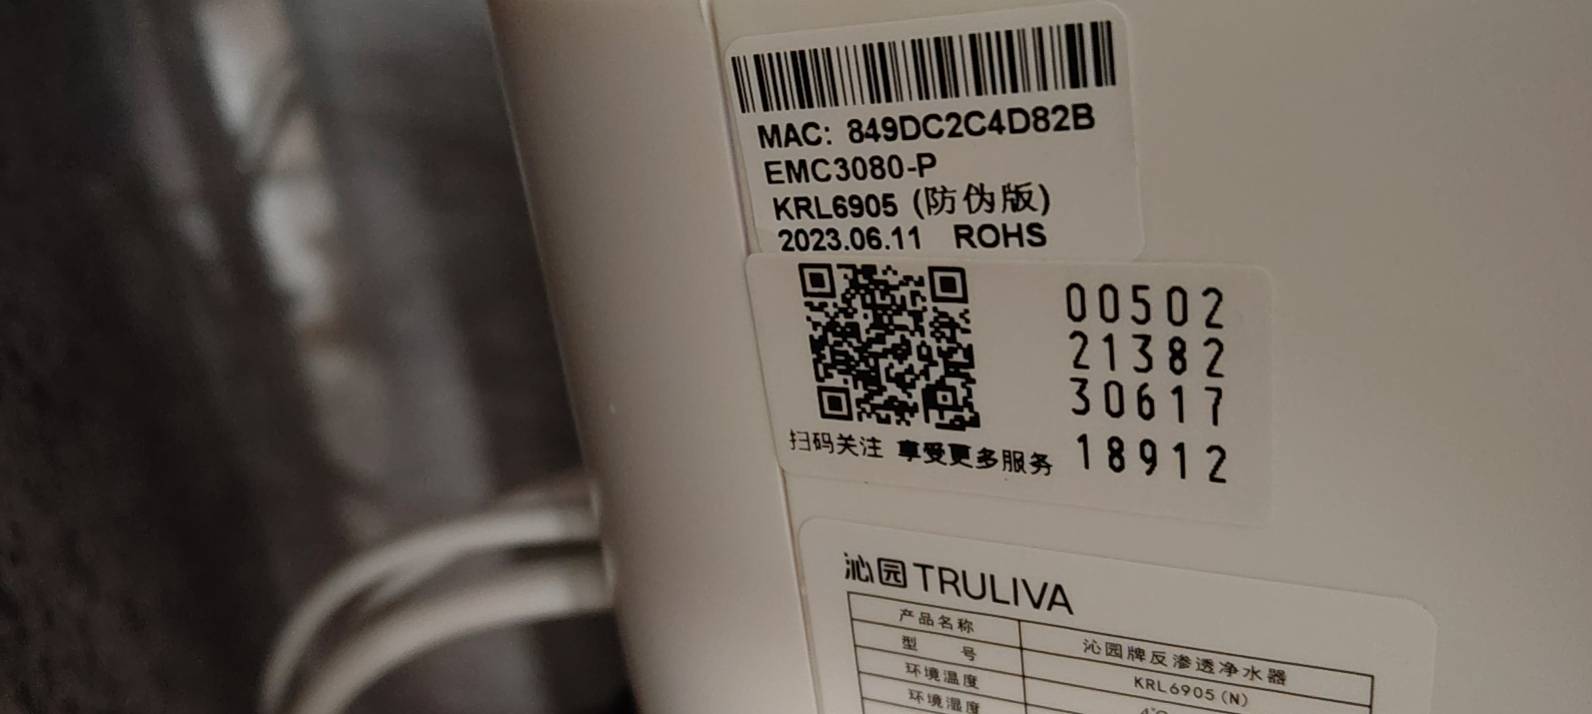 MAC: 849DC2C4D82B
EMC3080-P
KRL6905 (防伪版)
2023.06.11 ROHS
00502
21382
30617
18912
扫码关注 享受更多服务
沁园 TRULIVA
产品名称 沁园牌反渗透净水器
型 号 KRL6905(N)
环境温度 4℃
环境湿度